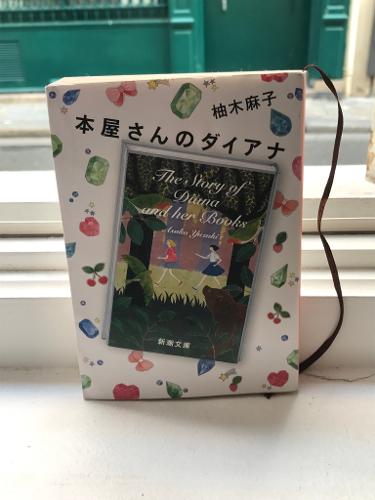 柚木麻子
本屋さんのダイアナ
The Story of
Diana
and her Books
Asako Yuzuki
新潮文庫